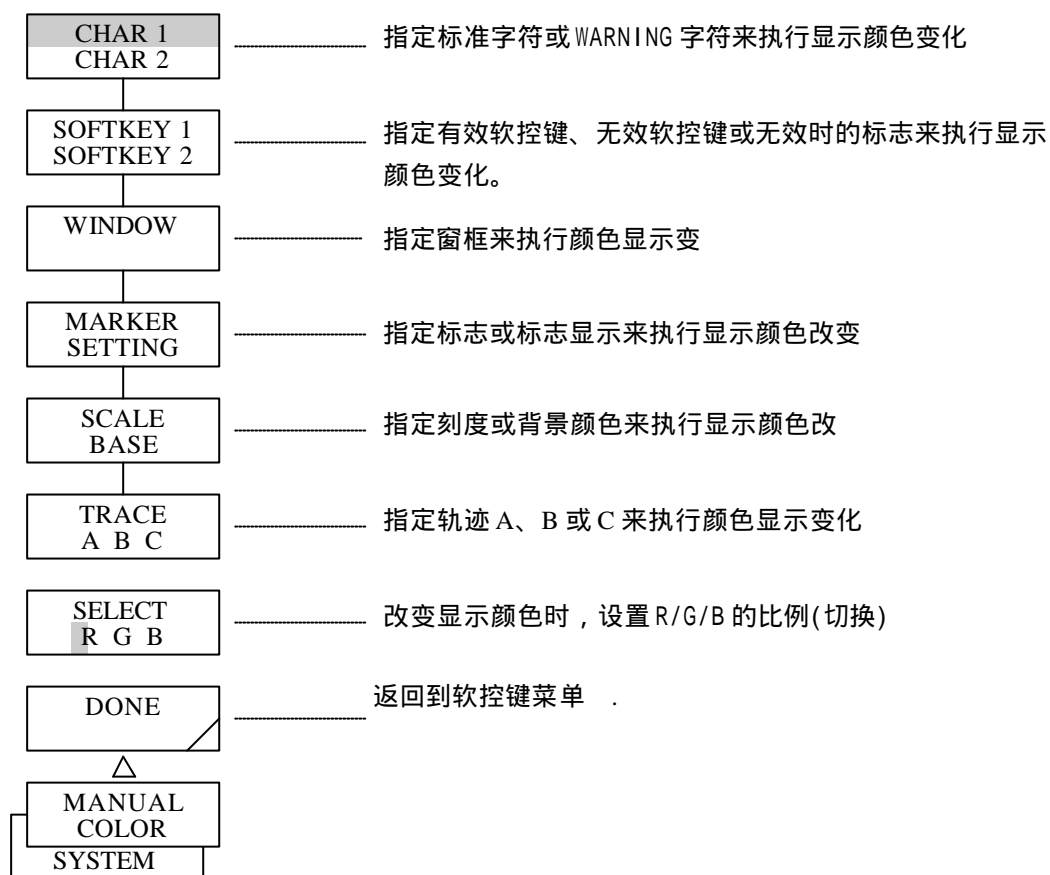 CHAR 1
CHAR 2
指定标准字符或WARNING 字符来执行显示颜色变化
SOFTKEY 1
SOFTKEY 2
指定有效软控键、无效软控键或无效时的标志来执行显示
颜色变化。
WINDOW
指定窗框来执行颜色显示变
MARKER
SETTING
指定标志或标志显示来执行显示颜色改变
SCALE
BASE
指定刻度或背景颜色来执行显示颜色改
TRACE
A B C
指定轨迹 A、B 或 C 来执行颜色显示变化
SELECT
R G B
改变显示颜色时，设置 R/G/B 的比例(切换)
DONE
返回到软控键菜单 .
MANUAL
COLOR
SYSTEM